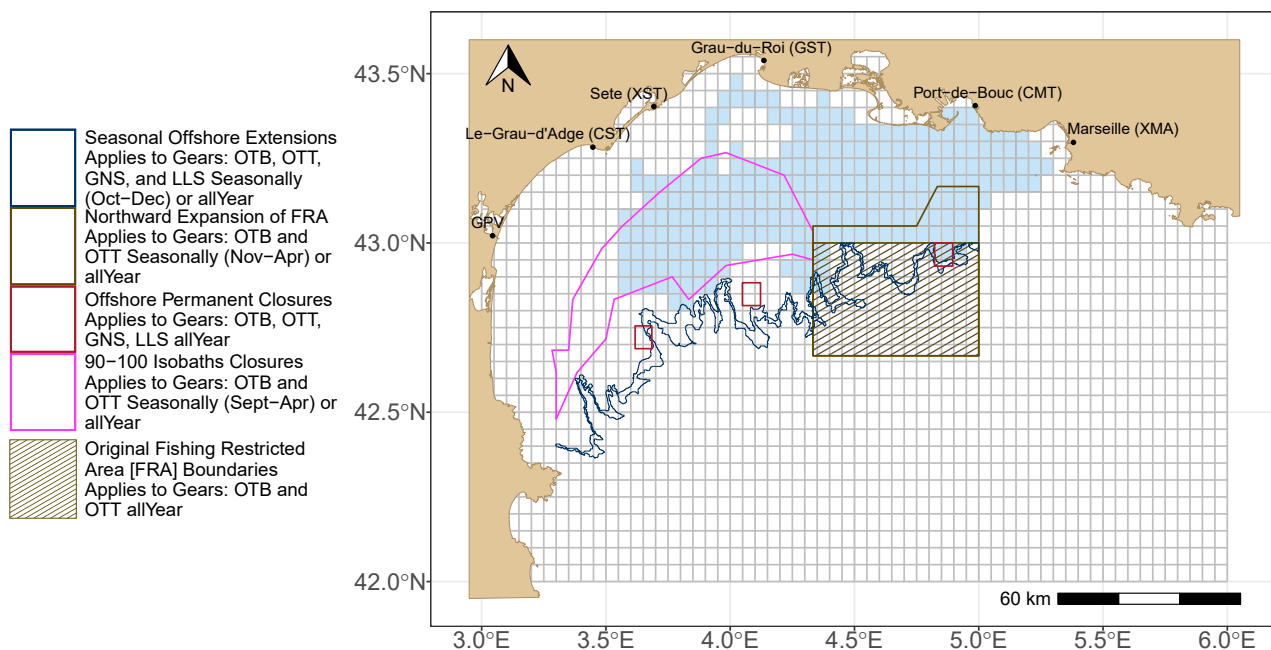 Seasonal Offshore Extensions
Applies to Gears: OTB, OTT,
GNS, and LLS Seasonally
(Oct−Dec) or allYear
Northward Expansion of FRA
Applies to Gears: OTB and
OTT Seasonally (Nov−Apr) or
allYear
Offshore Permanent Closures
Applies to Gears: OTB, OTT,
GNS, LLS allYear
90−100 Isobaths Closures
Applies to Gears: OTB and
OTT Seasonally (Sept−Apr) or
allYear
Original Fishing Restricted
Area [FRA] Boundaries
Applies to Gears: OTB and
OTT allYear
43.5°N
43.0°N
42.5°N
42.0°N
N
Grau−du−Roi (GST)
Sete (XST)
Port−de−Bouc (CMT)
Le−Grau−d'Adge (CST)
Marseille (XMA)
GPV
60 km
3.0°E
3.5°E
4.0°E
4.5°E
5.0°E
5.5°E
6.0°E